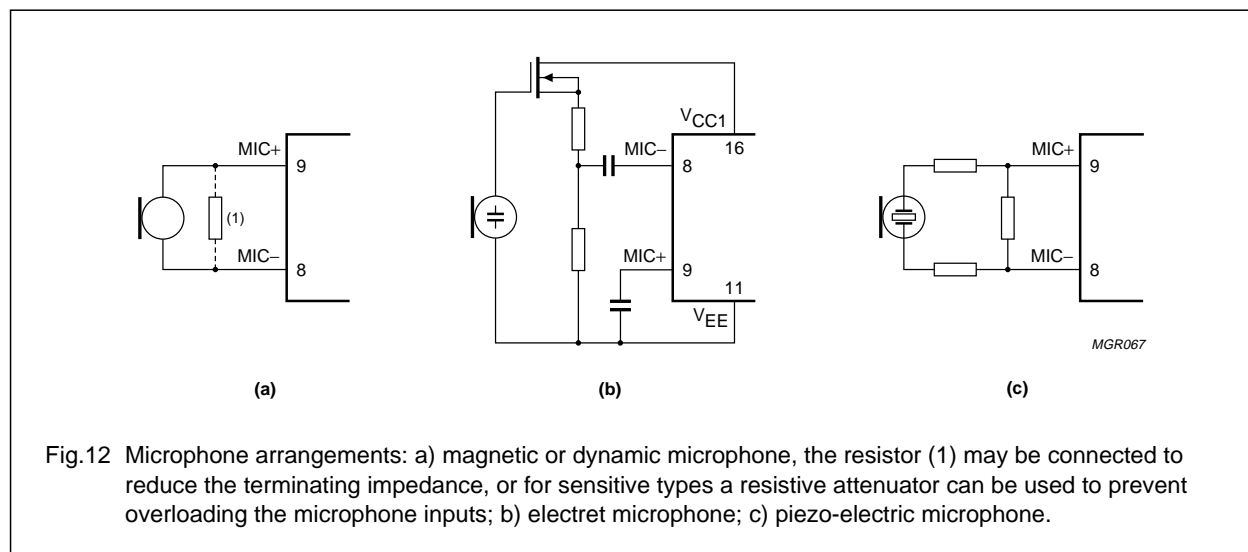 MIC+
9
(1)
MIC−
8
(a)
VCC1
16
MIC−
8
MIC+
9
11
VEE
(b)
MIC+
9
MIC−
8
MGR067
(c)
Fig.12 Microphone arrangements: a) magnetic or dynamic microphone, the resistor (1) may be connected to
reduce the terminating impedance, or for sensitive types a resistive attenuator can be used to prevent
overloading the microphone inputs; b) electret microphone; c) piezo-electric microphone.